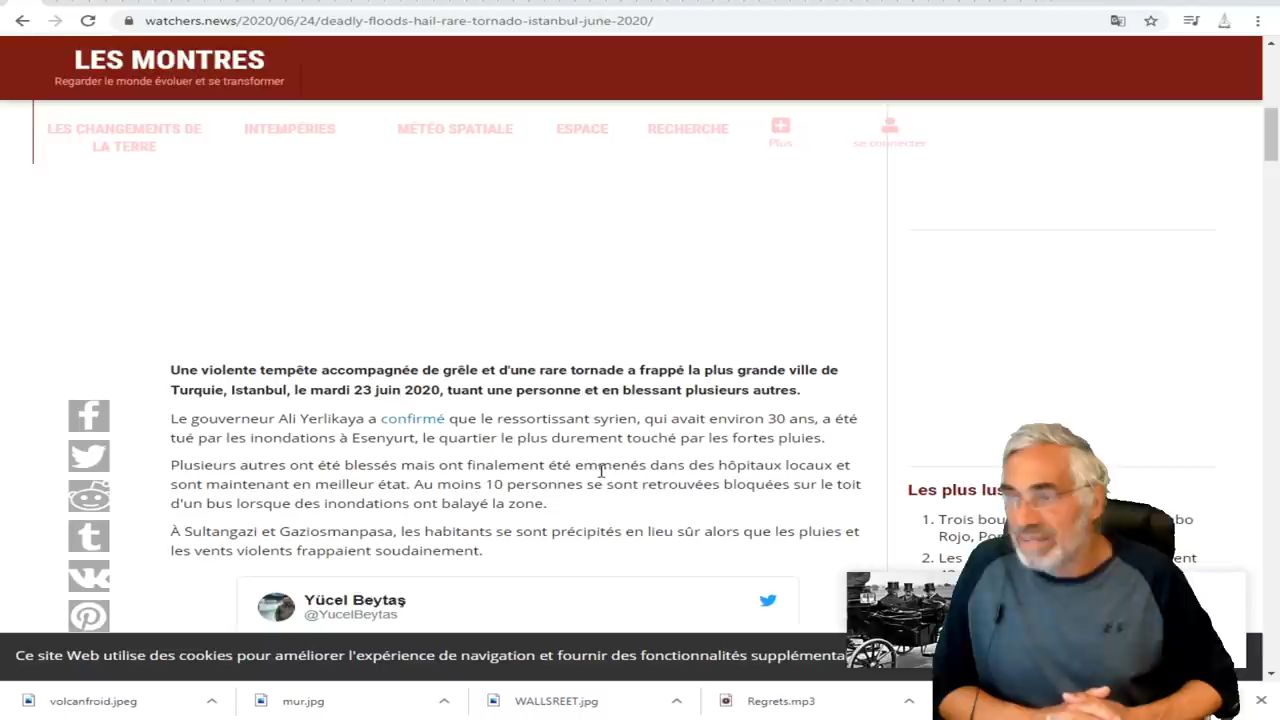 watchers.news/2020/06/24/deadly-floods-hail-rare-tornado-istanbul-june-2020/
LES MONTRES
Regarder le monde évoluer et se transformer
LES CHANGEMENTS DE
LA TERRE
INTEMPÉRIES
MÉTÉO SPATIALE
ESPACE
RECHERCHE
Plus
se connecter
Une violente tempête accompagnée de grêle et d'une rare tornade a frappé la plus grande ville de
Turquie, Istanbul, le mardi 23 juin 2020, tuant une personne et en blessant plusieurs autres.
Le gouverneur Ali Yerlikaya a confirmé que le ressortissant syrien, qui avait environ 30 ans, a été
tué par les inondations à Esenyurt, le quartier le plus durement touché par les fortes pluies.
Plusieurs autres ont été blessés mais ont finalement été emmenés dans des hôpitaux locaux et
sont maintenant en meilleur état. Au moins 10 personnes se sont retrouvées bloquées sur le toit
d'un bus lorsque des inondations ont balayé la zone.
À Sultangazi et Gaziosmanpasa, les habitants se sont précipités en lieu sûr alors que les pluies et
les vents violents frappaient soudainement.
Yücel Beytaş
@YucelBeytas
Les plus
1. Trois
Rojo,
2. Les
Ce site Web utilise des cookies pour améliorer l'expérience de navigation et fournir des fonctionnalités
volcanfroid.jpeg
mur.jpg
WALLSREET.jpg
Regrets.mp3